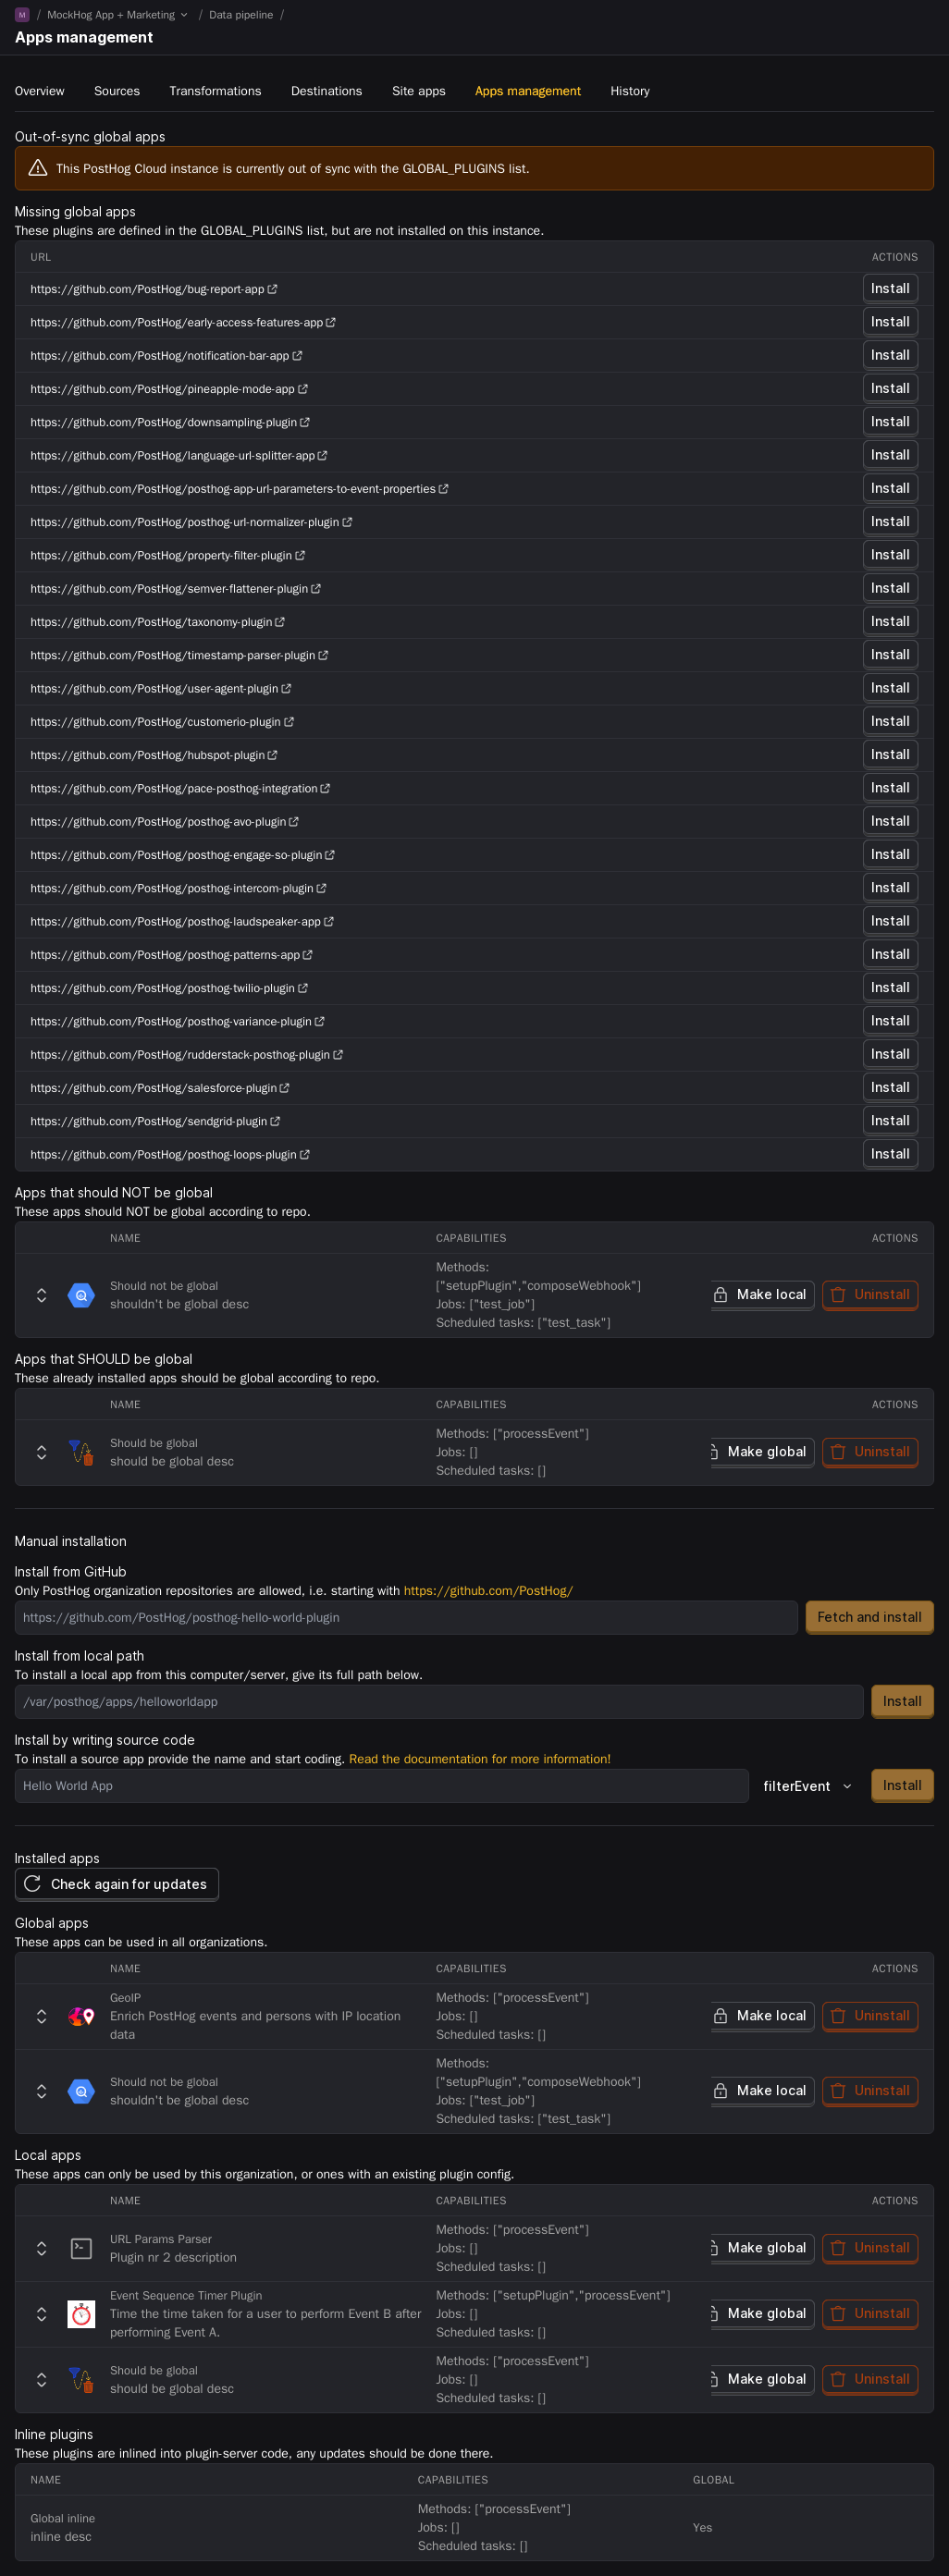 M / MockHog App + Marketing / Data pipeline /
Apps management
Overview Sources Transformations Destinations Site apps Apps management History
Out-of-sync global apps
This PostHog Cloud instance is currently out of sync with the GLOBAL_PLUGINS list.
Missing global apps
These plugins are defined in the GLOBAL_PLUGINS list, but are not installed on this instance.
URL ACTIONS
https://github.com/PostHog/bug-report-app Install
https://github.com/PostHog/early-access-features-app Install
https://github.com/PostHog/notification-bar-app Install
https://github.com/PostHog/pineapple-mode-app Install
https://github.com/PostHog/downsampling-plugin Install
https://github.com/PostHog/language-url-splitter-app Install
https://github.com/PostHog/posthog-app-url-parameters-to-event-properties Install
https://github.com/PostHog/posthog-url-normalizer-plugin Install
https://github.com/PostHog/property-filter-plugin Install
https://github.com/PostHog/semver-flattener-plugin Install
https://github.com/PostHog/taxonomy-plugin Install
https://github.com/PostHog/timestamp-parser-plugin Install
https://github.com/PostHog/user-agent-plugin Install
https://github.com/PostHog/customerio-plugin Install
https://github.com/PostHog/hubspot-plugin Install
https://github.com/PostHog/pace-posthog-integration Install
https://github.com/PostHog/posthog-avo-plugin Install
https://github.com/PostHog/posthog-engage-so-plugin Install
https://github.com/PostHog/posthog-intercom-plugin Install
https://github.com/PostHog/posthog-laudspeaker-app Install
https://github.com/PostHog/posthog-patterns-app Install
https://github.com/PostHog/posthog-twilio-plugin Install
https://github.com/PostHog/posthog-variance-plugin Install
https://github.com/PostHog/rudderstack-posthog-plugin Install
https://github.com/PostHog/salesforce-plugin Install
https://github.com/PostHog/sendgrid-plugin Install
https://github.com/PostHog/posthog-loops-plugin Install
Apps that should NOT be global
These apps should NOT be global according to repo.
NAME CAPABILITIES ACTIONS
Should not be global
shouldn't be global desc
Methods:
["setupPlugin","composeWebhook"]
Jobs: ["test_job"]
Scheduled tasks: ["test_task"]
Make local Uninstall
Apps that SHOULD be global
These already installed apps should be global according to repo.
NAME CAPABILITIES ACTIONS
Should be global
should be global desc
Methods: ["processEvent"]
Jobs: []
Scheduled tasks: []
Make global Uninstall
Manual installation
Install from GitHub
Only PostHog organization repositories are allowed, i.e. starting with https://github.com/PostHog/
https://github.com/PostHog/posthog-hello-world-plugin Fetch and install
Install from local path
To install a local app from this computer/server, give its full path below.
/var/posthog/apps/helloworldapp Install
Install by writing source code
To install a source app provide the name and start coding. Read the documentation for more information!
Hello World App filterEvent Install
Installed apps
Check again for updates
Global apps
These apps can be used in all organizations.
NAME CAPABILITIES ACTIONS
GeoIP
Enrich PostHog events and persons with IP location
data
Methods: ["processEvent"]
Jobs: []
Scheduled tasks: []
Make local Uninstall
Should not be global
shouldn't be global desc
Methods:
["setupPlugin","composeWebhook"]
Jobs: ["test_job"]
Scheduled tasks: ["test_task"]
Make local Uninstall
Local apps
These apps can only be used by this organization, or ones with an existing plugin config.
NAME CAPABILITIES ACTIONS
URL Params Parser
Plugin nr 2 description
Methods: ["processEvent"]
Jobs: []
Scheduled tasks: []
Make global Uninstall
Event Sequence Timer Plugin
Time the time taken for a user to perform Event B after
performing Event A.
Methods: ["setupPlugin","processEvent"]
Jobs: []
Scheduled tasks: []
Make global Uninstall
Should be global
should be global desc
Methods: ["processEvent"]
Jobs: []
Scheduled tasks: []
Make global Uninstall
Inline plugins
These plugins are inlined into plugin-server code, any updates should be done there.
NAME CAPABILITIES GLOBAL
Global inline
inline desc
Methods: ["processEvent"]
Jobs: []
Scheduled tasks: []
Yes